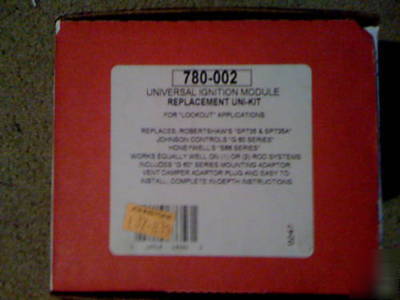 780-002
UNIVERSAL IGNITION MODULE
REPLACEMENT UNI-KIT
FOR "LOCKOUT" APPLICATIONS
REPLACES: ROBERTSHAW'S "SP735 & SP735A"
JOHNSON CONTROLS "G 60 SERIES"
HONEYWELL'S "S86 SERIES"
WORKS EQUALLY WELL ON (1) OR (2) ROD SYSTEMS
INCLUDES "G 60" SERIES MOUNTING ADAPTOR
VENT DAMPER ADAPTOR PLUG AND EASY TO
INSTALL, COMPLETE IN-DEPTH INSTRUCTIONS